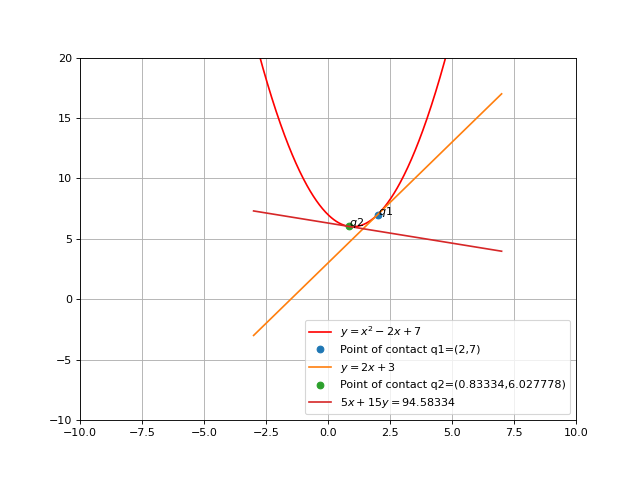 20
15
10
5
0
−5
−10
−10.0 −7.5 −5.0 −2.5 0.0 2.5 5.0 7.5 10.0
q1
q2
y = x² − 2x + 7
Point of contact q1=(2,7)
y = 2x + 3
Point of contact q2=(0.83334,6.027778)
5x + 15y = 94.58334